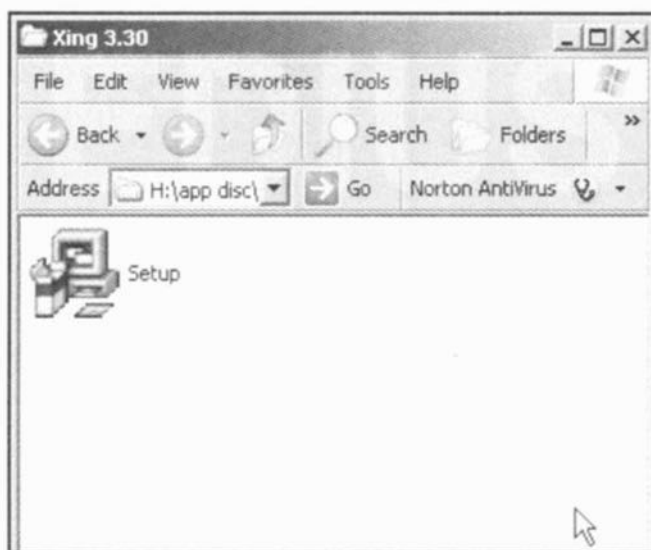 Xing 3.30
File Edit View Favorites Tools Help
Back Search Folders »
Address H:\app disc\ Go Norton AntiVirus
Setup